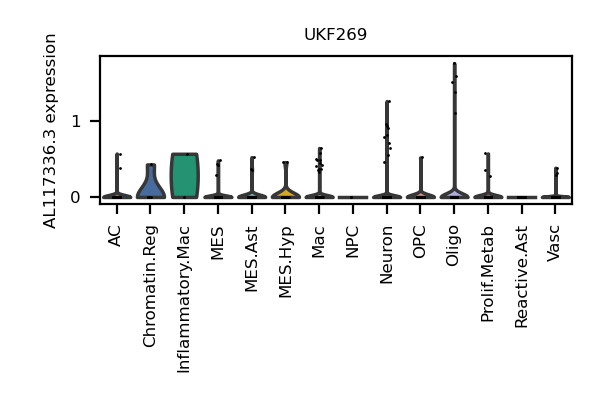 UKF269
AL117336.3 expression
1
0
AC
Chromatin.Reg
Inflammatory.Mac
MES
MES.Ast
MES.Hyp
Mac
NPC
Neuron
OPC
Oligo
Prolif.Metab
Reactive.Ast
Vasc